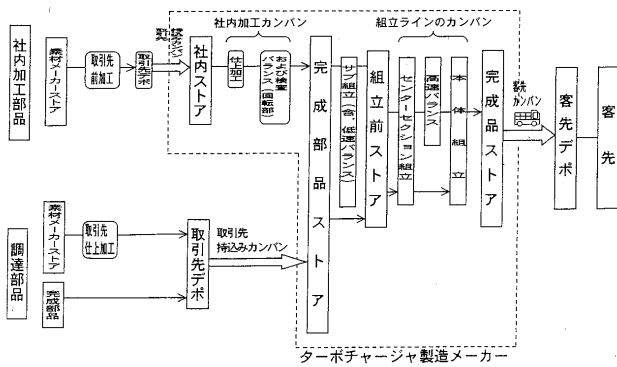 社内加工カンバン
組立ラインのカンバン
社内加工部品
素材メーカーストア
取引先
前加工
取引先デポ
社内ストア
仕上加工
バランス(回転部)
および検査
完成部品ストア
サブ組立(含、低速バランス)
組立前ストア
センターセクション組立
高速バランス
本体組立
完成品ストア
客先
カンバン
客先デポ
客先
調達部品
素材メーカーストア
取引先
仕上加工
完成部品
取引先デポ
取引先
持込みカンバン
ターボチャージャ製造メーカー